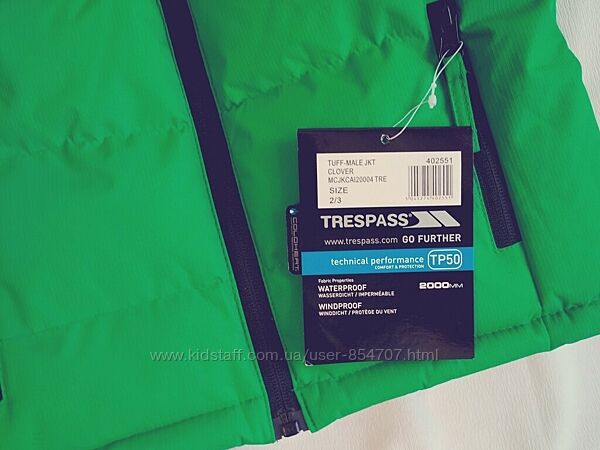 TUFF-MALE JKT
402551
CLOVER
MCJKCAI20004 TRE
SIZE
2/3
TRESPASS
www.trespass.com GO FURTHER
technical performance TP50
COMFORT & PROTECTION
Fabric Properties
WATERPROOF 2000MM
WASSERDICHT / IMPERMÉABLE
WINDPROOF
WINDDICHT / PROTÈGE DU VENT
COLDHEAT
www.kidstaff.com.ua/user-854707.html